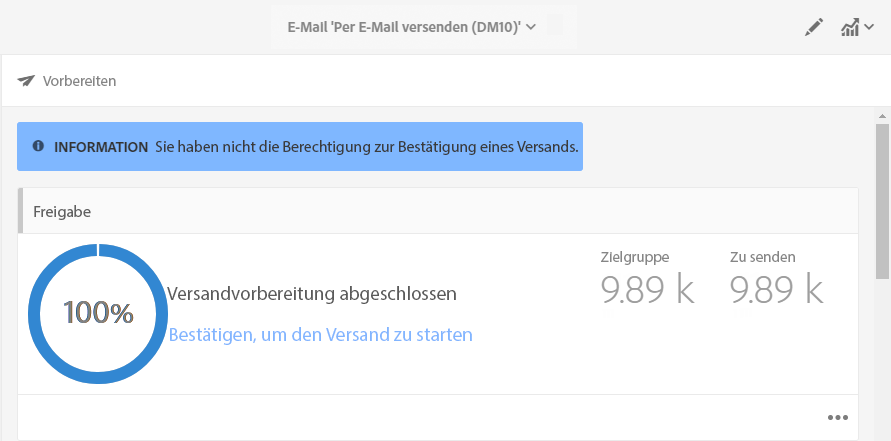 E-Mail 'Per E-Mail versenden (DM10)'
Vorbereiten
INFORMATION Sie haben nicht die Berechtigung zur Bestätigung eines Versands.
Freigabe
Zielgruppe Zu senden
9.89 k 9.89 k
100% Versandvorbereitung abgeschlossen
Bestätigen, um den Versand zu starten